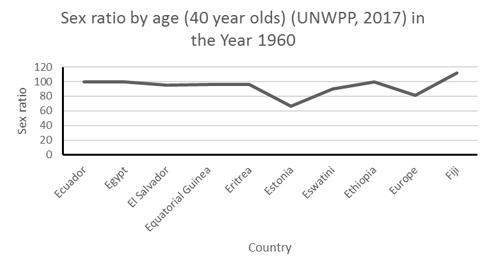 Sex ratio by age (40 year olds) (UNWPP, 2017) in
the Year 1960
120
100
80
60
40
20
0
Sex ratio
Ecuador
Egypt
El Salvador
Equatorial Guinea
Eritrea
Estonia
Eswatini
Ethiopia
Europe
Fiji
Country